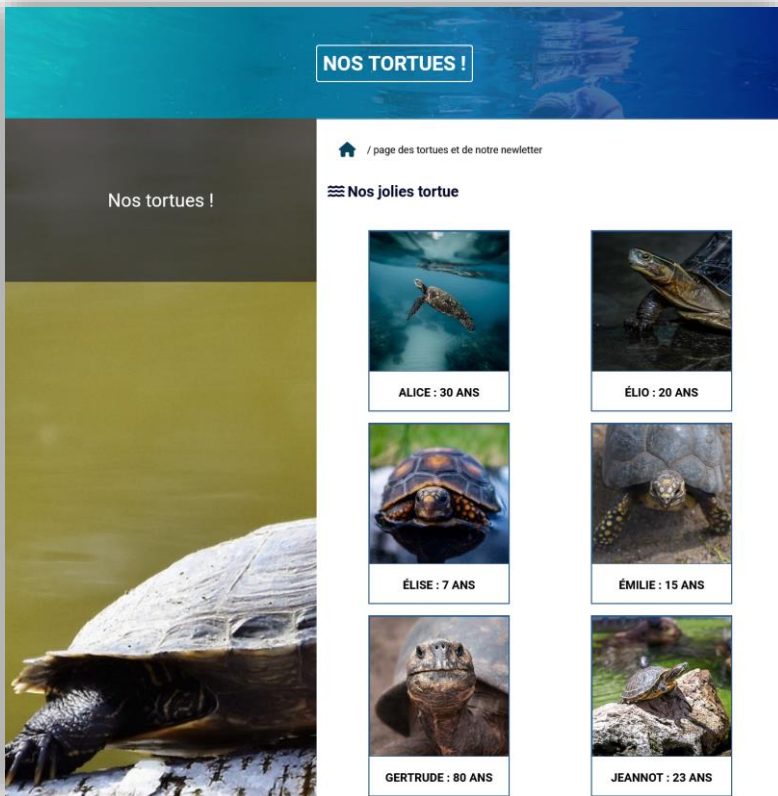 NOS TORTUES !
Nos tortues !
/ page des tortues et de notre newletter
Nos jolies tortue
ALICE : 30 ANS
ÉLIO : 20 ANS
ÉLISE : 7 ANS
ÉMILIE : 15 ANS
GERTRUDE : 80 ANS
JEANNOT : 23 ANS